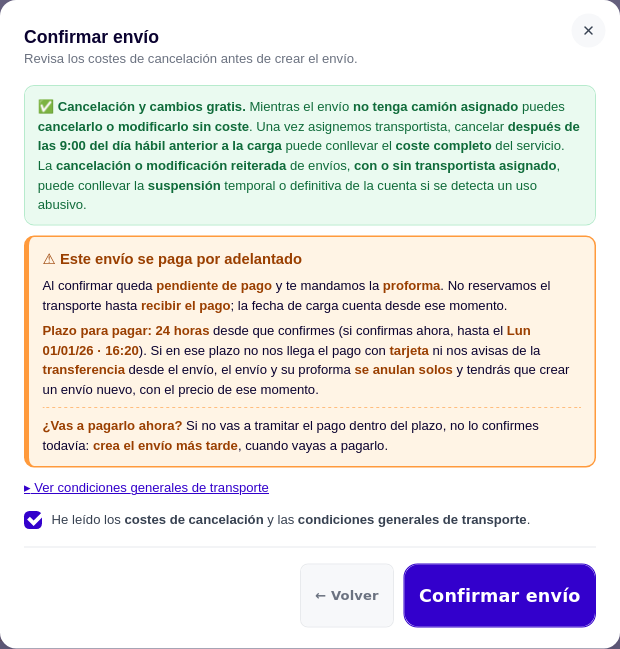 Confirmar envío
✕
Revisa los costes de cancelación antes de crear el envío.
✅ Cancelación y cambios gratis. Mientras el envío no tenga camión asignado puedes
cancelarlo o modificarlo sin coste. Una vez asignemos transportista, cancelar después de
las 9:00 del día hábil anterior a la carga puede conllevar el coste completo del servicio.
La cancelación o modificación reiterada de envíos, con o sin transportista asignado,
puede conllevar la suspensión temporal o definitiva de la cuenta si se detecta un uso
abusivo.
⚠ Este envío se paga por adelantado
Al confirmar queda pendiente de pago y te mandamos la proforma. No reservamos el
transporte hasta recibir el pago; la fecha de carga cuenta desde ese momento.
Plazo para pagar: 24 horas desde que confirmes (si confirmas ahora, hasta el Lun
01/01/26 · 16:20). Si en ese plazo no nos llega el pago con tarjeta ni nos avisas de la
transferencia desde el envío, el envío y su proforma se anulan solos y tendrás que crear
un envío nuevo, con el precio de ese momento.
¿Vas a pagarlo ahora? Si no vas a tramitar el pago dentro del plazo, no lo confirmes
todavía: crea el envío más tarde, cuando vayas a pagarlo.
▸ Ver condiciones generales de transporte
He leído los costes de cancelación y las condiciones generales de transporte.
← Volver
Confirmar envío